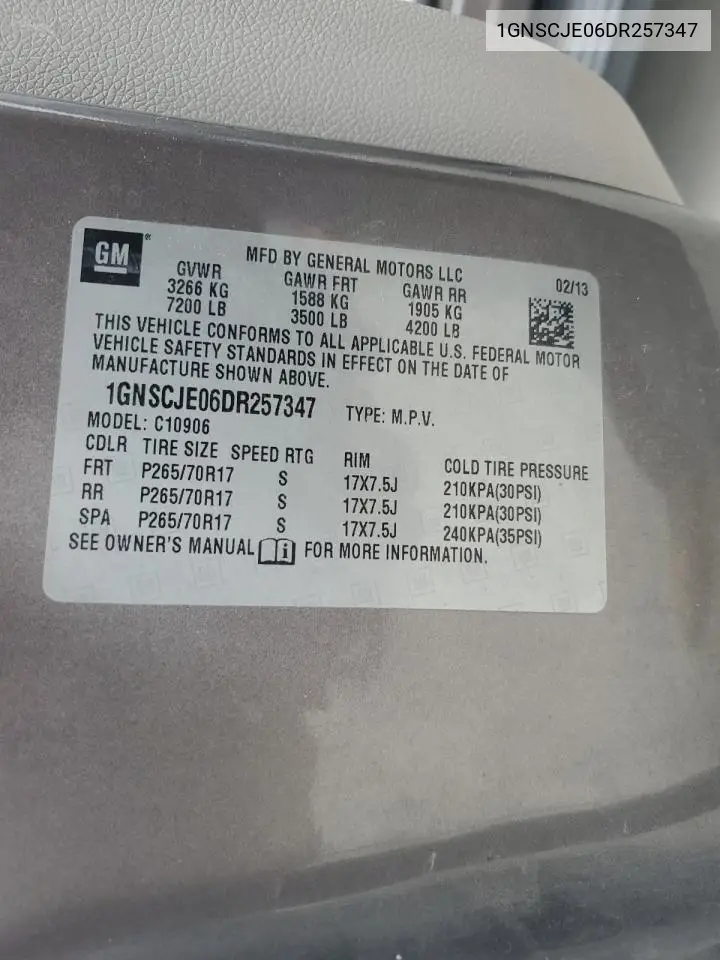 1GNSCJE06DR257347
GM
MFD BY GENERAL MOTORS LLC
02/13
GVWR GAWR FRT GAWR RR
3266 KG 1588 KG 1905 KG
7200 LB 3500 LB 4200 LB
THIS VEHICLE CONFORMS TO ALL APPLICABLE U.S. FEDERAL MOTOR
VEHICLE SAFETY STANDARDS IN EFFECT ON THE DATE OF
MANUFACTURE SHOWN ABOVE.
1GNSCJE06DR257347 TYPE: M.P.V.
MODEL: C10906
CDLR TIRE SIZE SPEED RTG RIM COLD TIRE PRESSURE
FRT P265/70R17 S 17X7.5J 210KPA(30PSI)
RR P265/70R17 S 17X7.5J 210KPA(30PSI)
SPA P265/70R17 S 17X7.5J 240KPA(35PSI)
SEE OWNER'S MANUAL i FOR MORE INFORMATION.